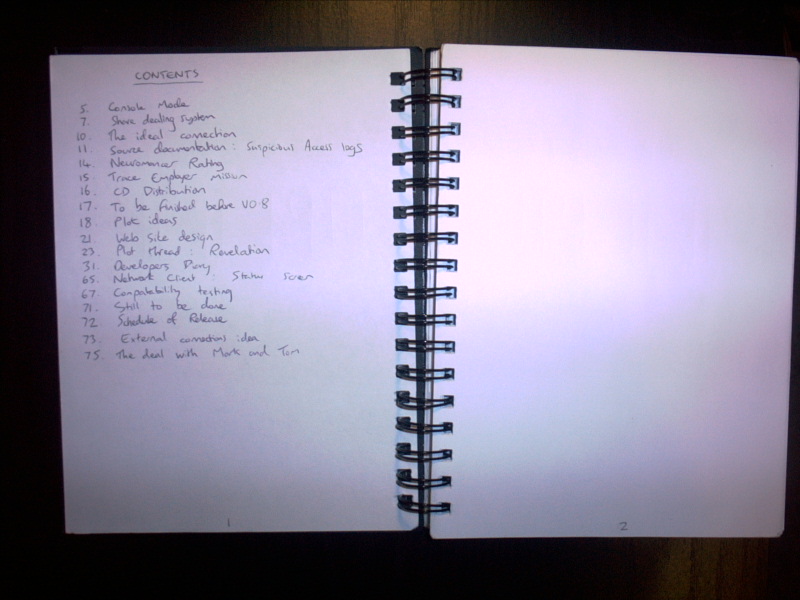 CONTENTS
5. Console Mode
7. Share dealing system
10. The ideal connection
11. Source documentation : Suspicious Access logs
14. Neuromancer Rating
15. Trace Employer mission
16. CD Distribution
17. To be finished before V0.8
18. Plot ideas
21 Web Site design
23. Plot thread : Revelation
31. Developers Diary
65. Network Client : Status Screen
67. Compatability testing
71. Still to be done
72 Schedule of Release
73. External connections idea
75. The deal with Mark and Tom
1
2